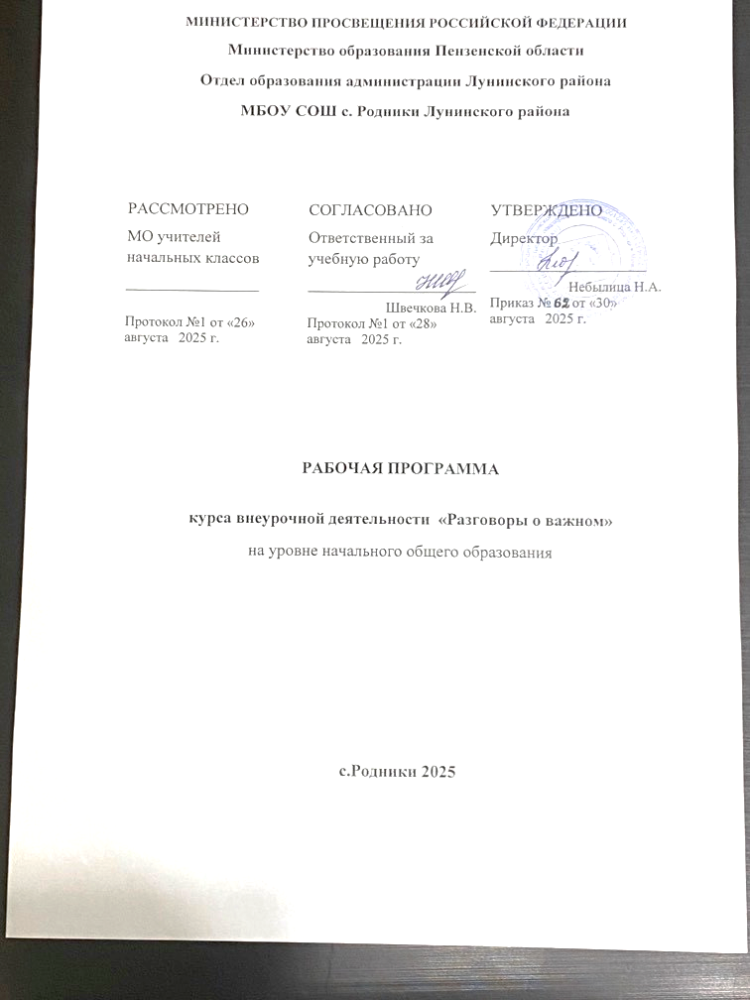 МИНИСТЕРСТВО ПРОСВЕЩЕНИЯ РОССИЙСКОЙ ФЕДЕРАЦИИ
Министерство образования Пензенской области
Отдел образования администрации Лунинского района
МБОУ СОШ с. Родники Лунинского района
РАССМОТРЕНО
МО учителей
начальных классов
Протокол №1 от «26»
августа 2025 г.
СОГЛАСОВАНО
Ответственный за
учебную работу
Швечкова Н.В.
Протокол №1 от «28»
августа 2025 г.
УТВЕРЖДЕНО
Директор
Небылица Н.А.
Приказ № 62 от «30»
августа 2025 г.
РАБОЧАЯ ПРОГРАММА
курса внеурочной деятельности «Разговоры о важном»
на уровне начального общего образования
с.Родники 2025